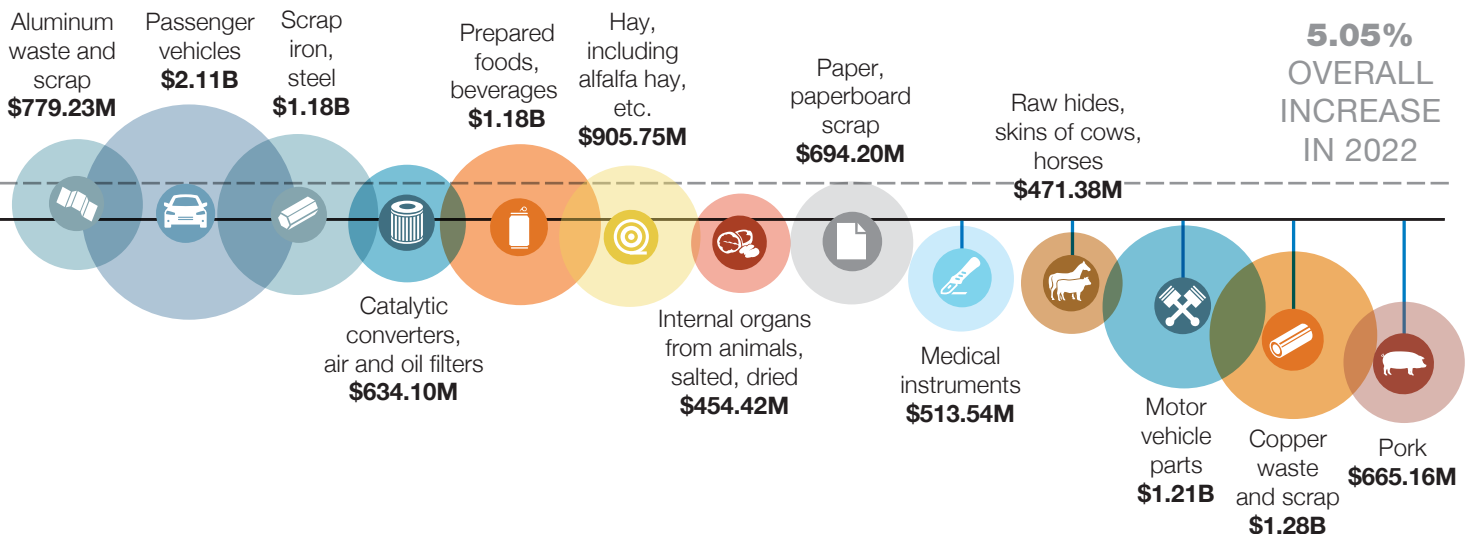 Aluminum
waste and
scrap
$779.23M
Passenger
vehicles
$2.11B
Scrap
iron,
steel
$1.18B
Catalytic
converters,
air and oil filters
$634.10M
Prepared
foods,
beverages
$1.18B
Hay,
including
alfalfa hay,
etc.
$905.75M
Internal organs
from animals,
salted, dried
$454.42M
Paper,
paperboard
scrap
$694.20M
Medical
instruments
$513.54M
Raw hides,
skins of cows,
horses
$471.38M
Motor
vehicle
parts
$1.21B
Copper
waste
and scrap
$1.28B
Pork
$665.16M
5.05%
OVERALL
INCREASE
IN 2022